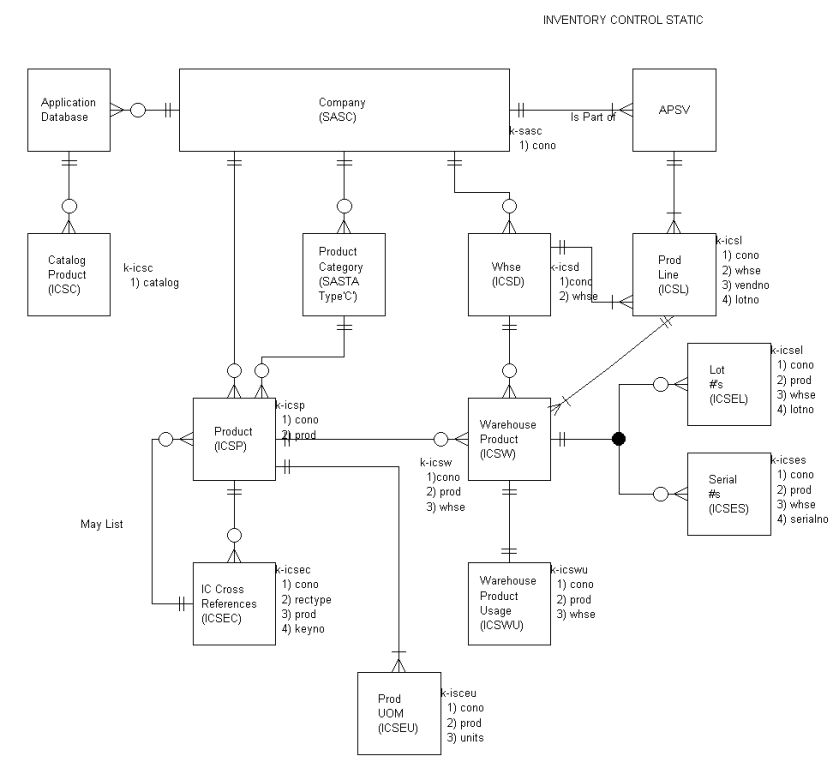 INVENTORY CONTROL STATIC
Application
Database
Company
(SASC)
k-sasc
1) cono
Is Part of
APSV
Catalog
Product
(ICSC)
k-icsc
1) catalog
Product
Category
(SASTA
Type'C')
Whse
(ICSD)
k-icsd
1)cono
2) whse
Prod
Line
(ICSL)
k-icsl
1) cono
2) whse
3) vendno
4) lotno
Lot
#'s
(ICSEL)
k-icsel
1) cono
2) prod
3) whse
4) lotno
Product
(ICSP)
k-icsp
1) cono
2) prod
Warehouse
Product
(ICSW)
k-icsw
1)cono
2) prod
3) whse
Serial
#s
(ICSES)
k-icses
1) cono
2) prod
3) whse
4) serialno
May List
IC Cross
References
(ICSEC)
k-icsec
1) cono
2) rectype
3) prod
4) keyno
Warehouse
Product
Usage
(ICSWU)
k-icswu
1) cono
2) prod
3) whse
Prod
UOM
(ICSEU)
k-isceu
1) cono
2) prod
3) units